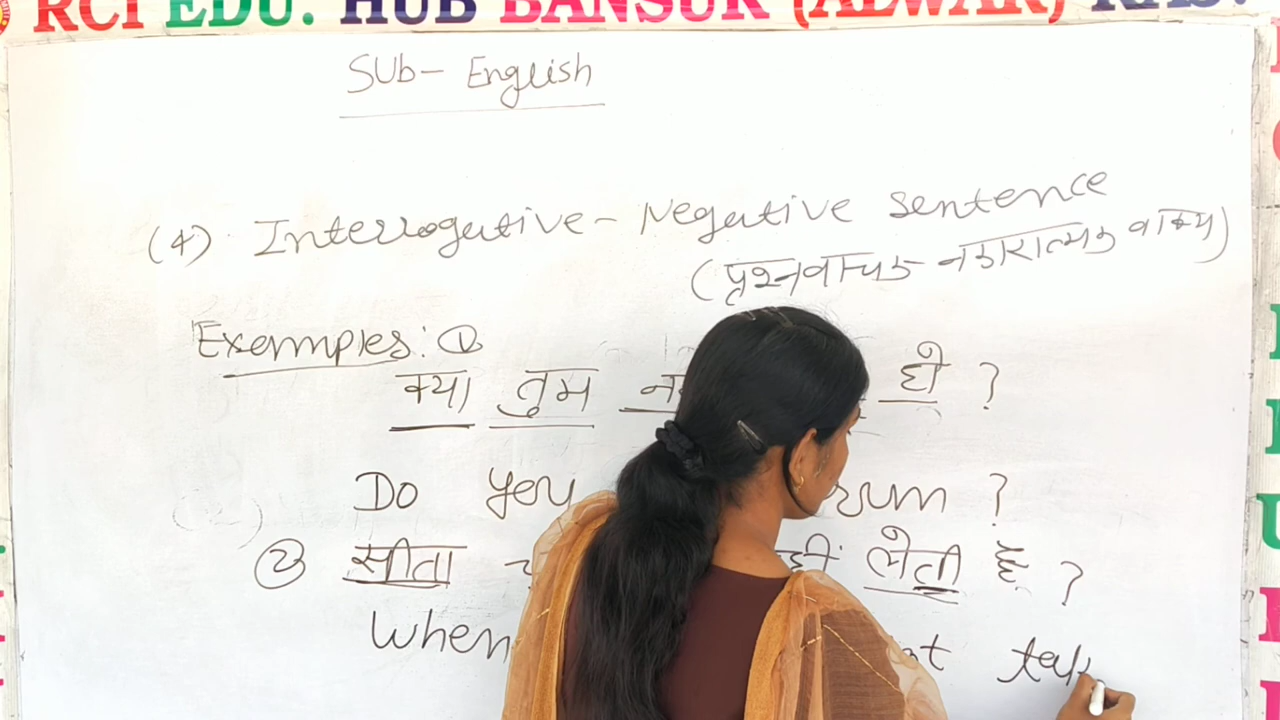 RCI EDU. HUB BANSUR (ALWAR) RAJ.
Sub- English
(4) Interrogative - Negative sentence
(प्रश्नवाचक - नकारात्मक वाक्य)
Exemples: ①
क्या तुम घी ?
Do you ?
② सीता लेती है ?
When